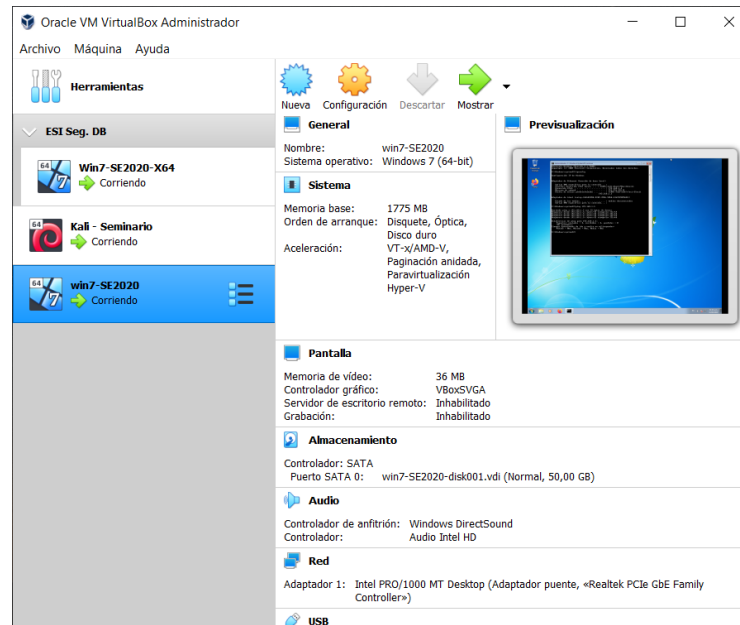 Oracle VM VirtualBox Administrador
Archivo Máquina Ayuda
Herramientas
Nueva Configuración Descartar Mostrar
ESI Seg. DB
64
Win7-SE2020-X64
Corriendo
64
Kali - Seminario
Corriendo
64
win7-SE2020
Corriendo
General
Nombre: win7-SE2020
Sistema operativo: Windows 7 (64-bit)
Previsualización
Sistema
Memoria base: 1775 MB
Orden de arranque: Disquete, Óptica,
Disco duro
Aceleración: VT-x/AMD-V,
Paginación anidada,
Paravirtualización
Hyper-V
Pantalla
Memoria de vídeo: 36 MB
Controlador gráfico: VBoxSVGA
Servidor de escritorio remoto: Inhabilitado
Grabación: Inhabilitado
Almacenamiento
Controlador: SATA
Puerto SATA 0: win7-SE2020-disk001.vdi (Normal, 50,00 GB)
Audio
Controlador de anfitrión: Windows DirectSound
Controlador: Audio Intel HD
Red
Adaptador 1: Intel PRO/1000 MT Desktop (Adaptador puente, «Realtek PCIe GbE Family
Controller»)
USB